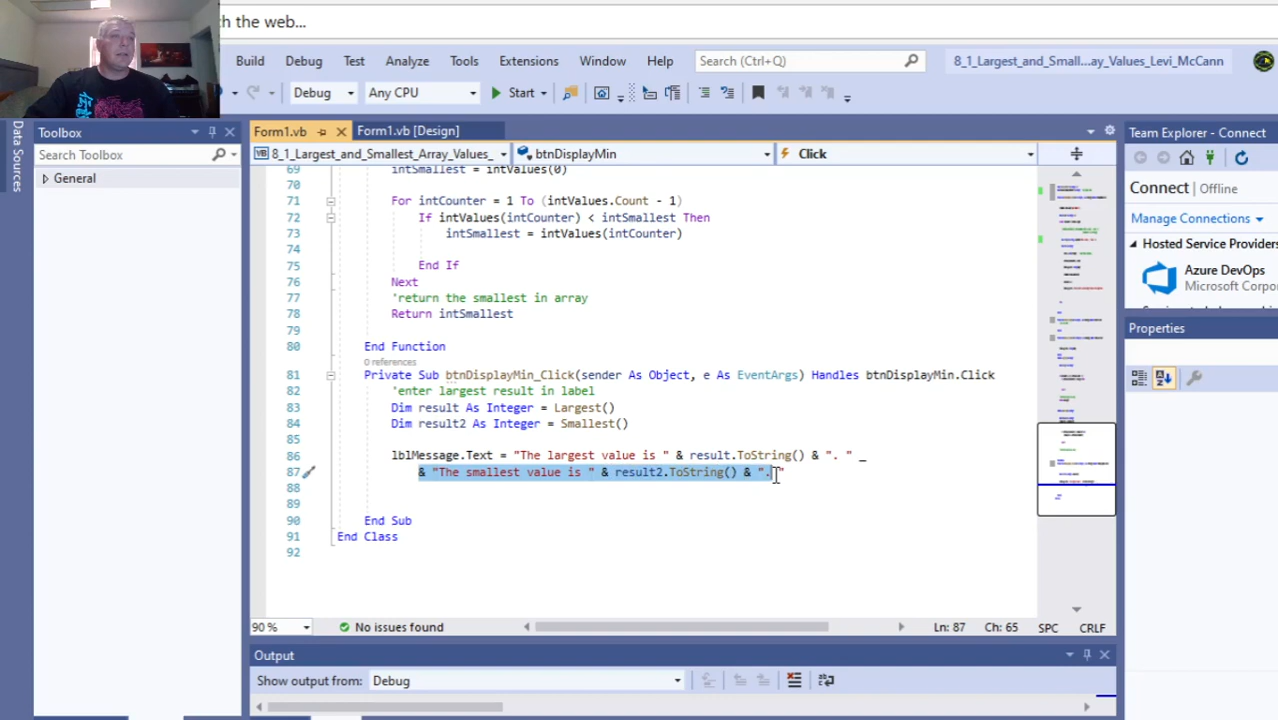 ch the web...
Build Debug Test Analyze Tools Extensions Window Help Search (Ctrl+Q) 8_1_Largest_and_Small...ay_Values_Levi_McCann
Debug Any CPU Start
Data Sources
Toolbox
Search Toolbox
General
Form1.vb Form1.vb [Design]
8_1_Largest_and_Smallest_Array_Values_ btnDisplayMin Click
69 intSmallest = intValues(0)
70
71 For intCounter = 1 To (intValues.Count - 1)
72 If intValues(intCounter) < intSmallest Then
73 intSmallest = intValues(intCounter)
74
75 End If
76 Next
77 'return the smallest in array
78 Return intSmallest
79
80 End Function
0 references
81 Private Sub btnDisplayMin_Click(sender As Object, e As EventArgs) Handles btnDisplayMin.Click
82 'enter largest result in label
83 Dim result As Integer = Largest()
84 Dim result2 As Integer = Smallest()
85
86 lblMessage.Text = "The largest value is " & result.ToString() & ". " _
87 & "The smallest value is " & result2.ToString() & ". "
88
89
90 End Sub
91 End Class
92
90 % No issues found Ln: 87 Ch: 65 SPC CRLF
Output
Show output from: Debug
Team Explorer - Connect
Connect | Offline
Manage Connections
Hosted Service Providers
Azure DevOps
Microsoft Corpor
Properties